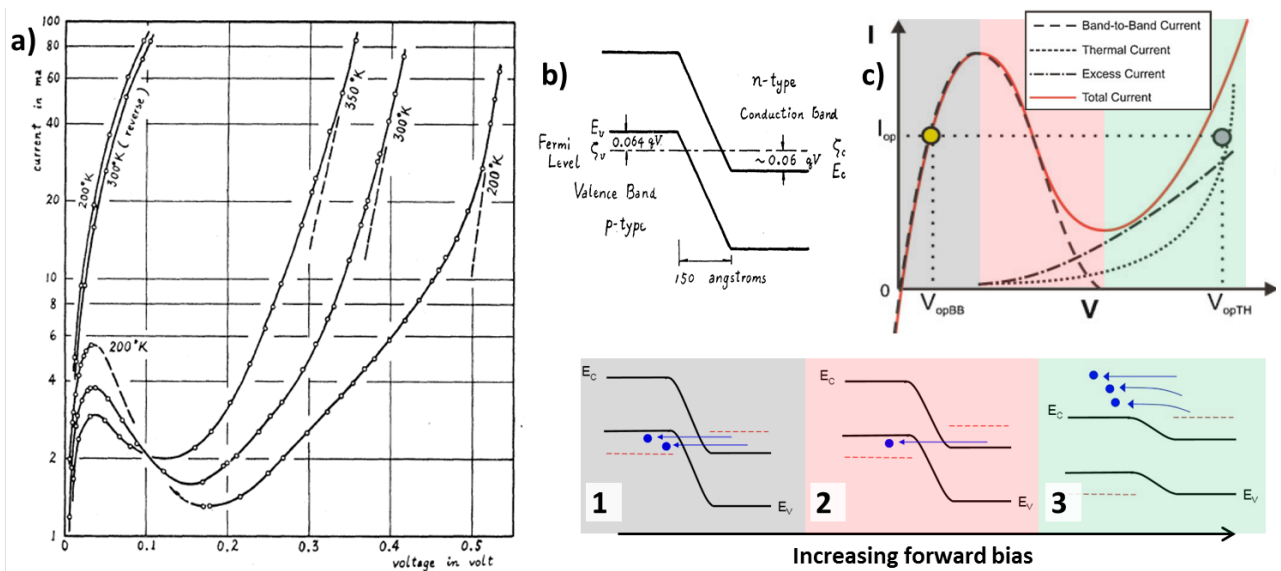 a)
current in ma
100
80
60
40
20
10
8
6
4
2
1
200°K
300°K (reverse)
350°K
300°K
200°K
200°K
0
0.1
0.2
0.3
0.4
0.5
voltage in volt
b)
n-type
Conduction Band
Ev
Fermi
Level
ζv
0.064 qV
ζc
~0.06 qV
Ec
Valence Band
p-type
150 angstroms
c)
I
Band-to-Band Current
Thermal Current
Excess Current
Total Current
Iop
0
VopBB
V
VopTH
EC
EV
1
EC
EV
2
EC
EV
3
Increasing forward bias